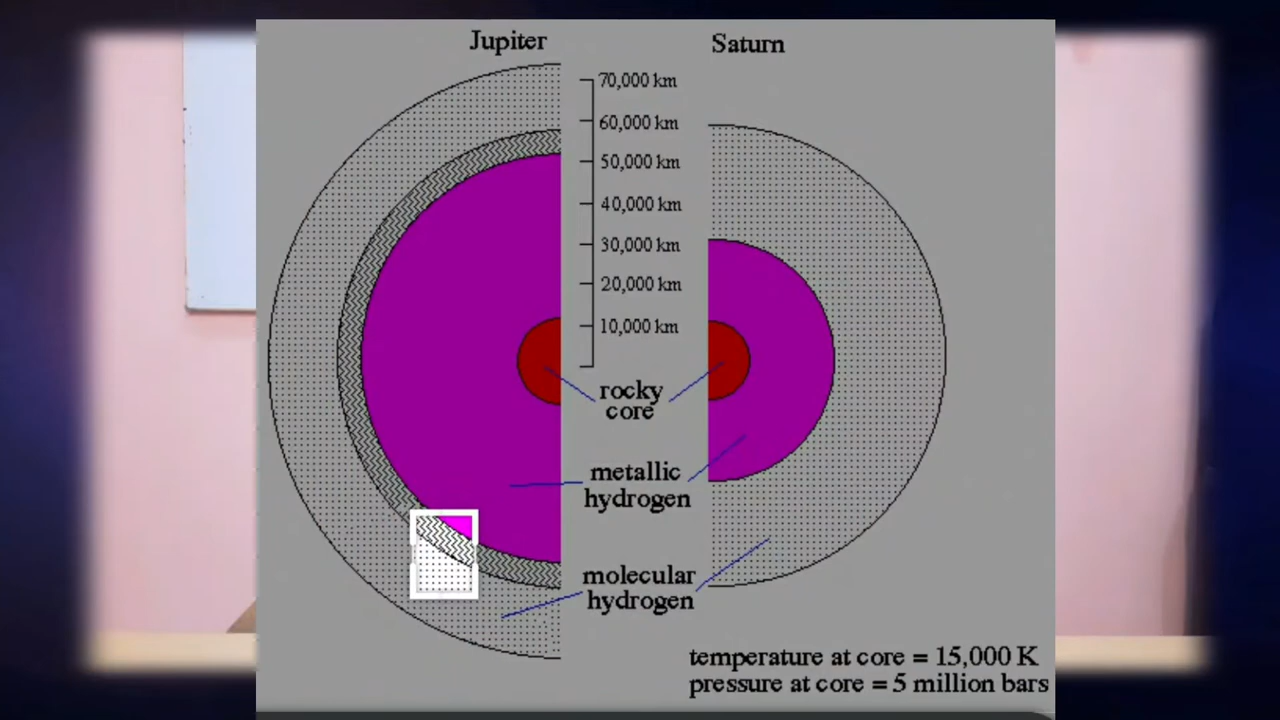 Jupiter
Saturn
70,000 km
60,000 km
50,000 km
40,000 km
30,000 km
20,000 km
10,000 km
rocky
core
metallic
hydrogen
molecular
hydrogen
temperature at core = 15,000 K
pressure at core = 5 million bars